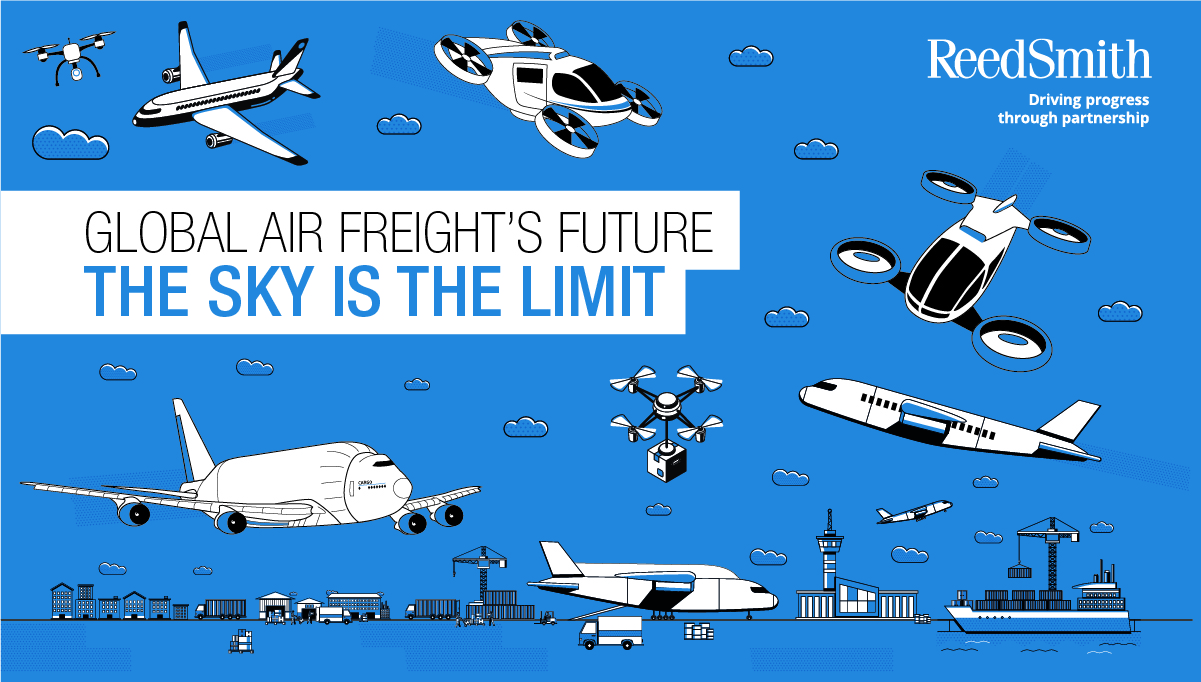 ReedSmith
Driving progress
through partnership
GLOBAL AIR FREIGHT’S FUTURE
THE SKY IS THE LIMIT
CARGO